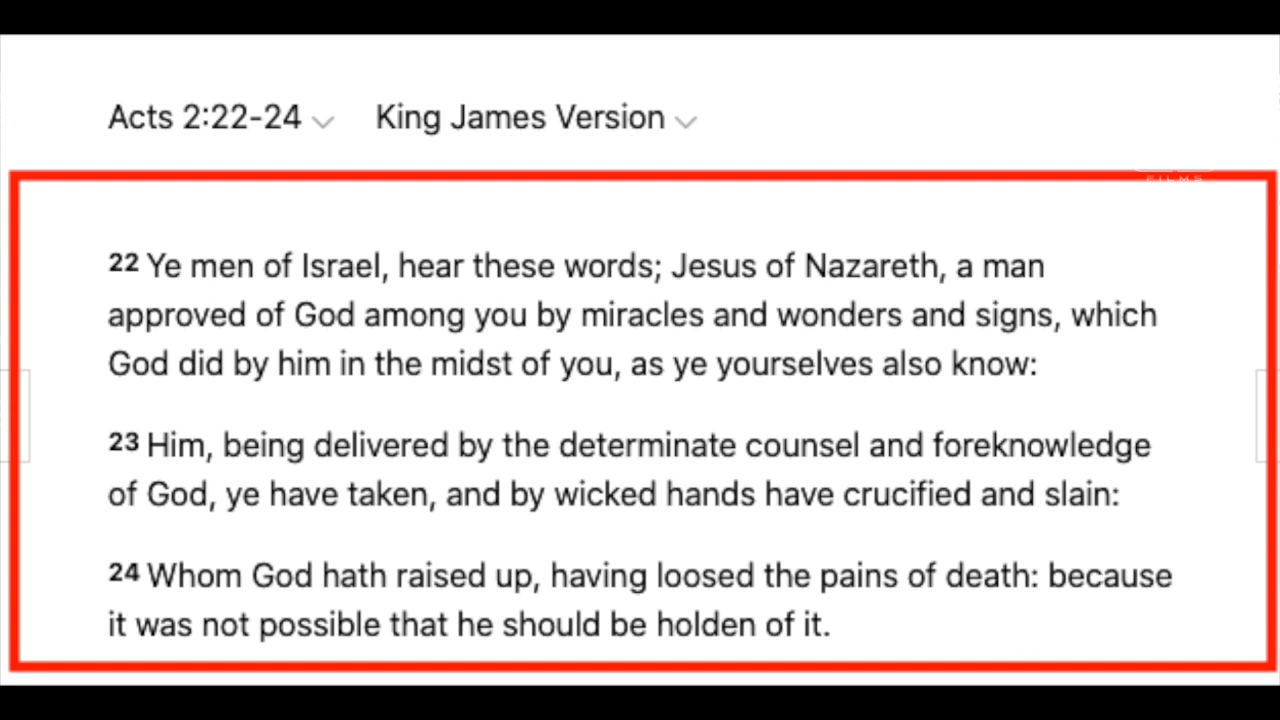 Acts 2:22-24 King James Version
FILMS
22 Ye men of Israel, hear these words; Jesus of Nazareth, a man
approved of God among you by miracles and wonders and signs, which
God did by him in the midst of you, as ye yourselves also know:
23 Him, being delivered by the determinate counsel and foreknowledge
of God, ye have taken, and by wicked hands have crucified and slain:
24 Whom God hath raised up, having loosed the pains of death: because
it was not possible that he should be holden of it.